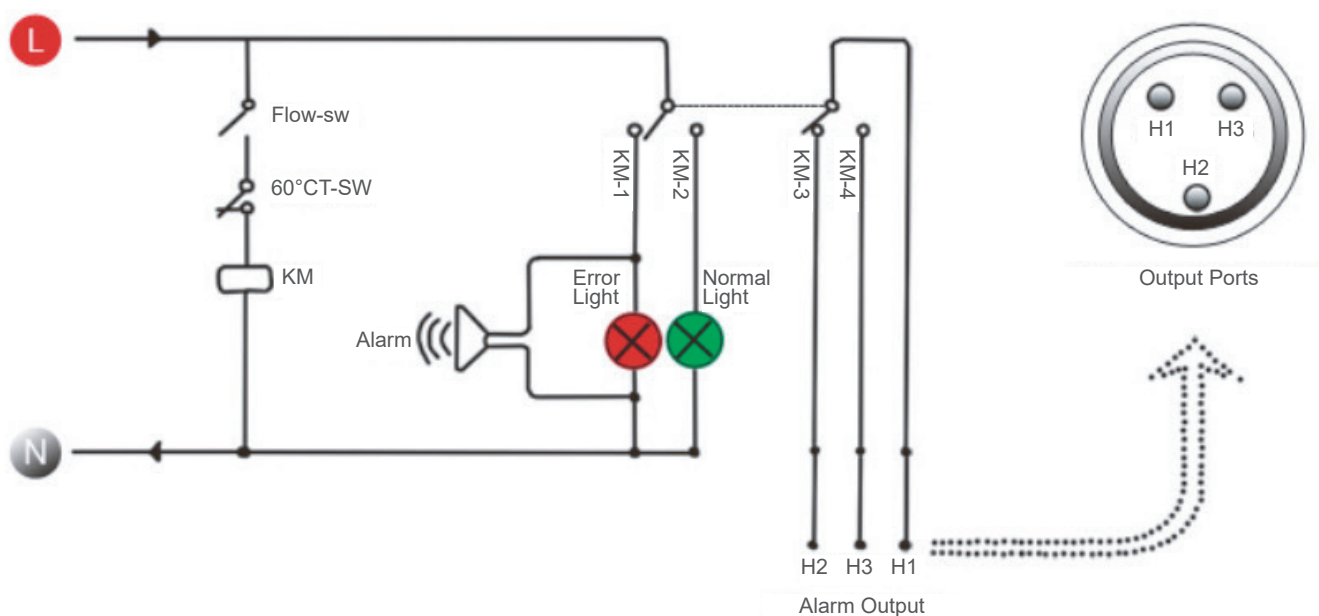 L
Flow-sw
60°CT-SW
KM
Alarm
Error
Light
Normal
Light
KM-1
KM-2
KM-3
KM-4
N
H2 H3 H1
Alarm Output
H1 H3
H2
Output Ports